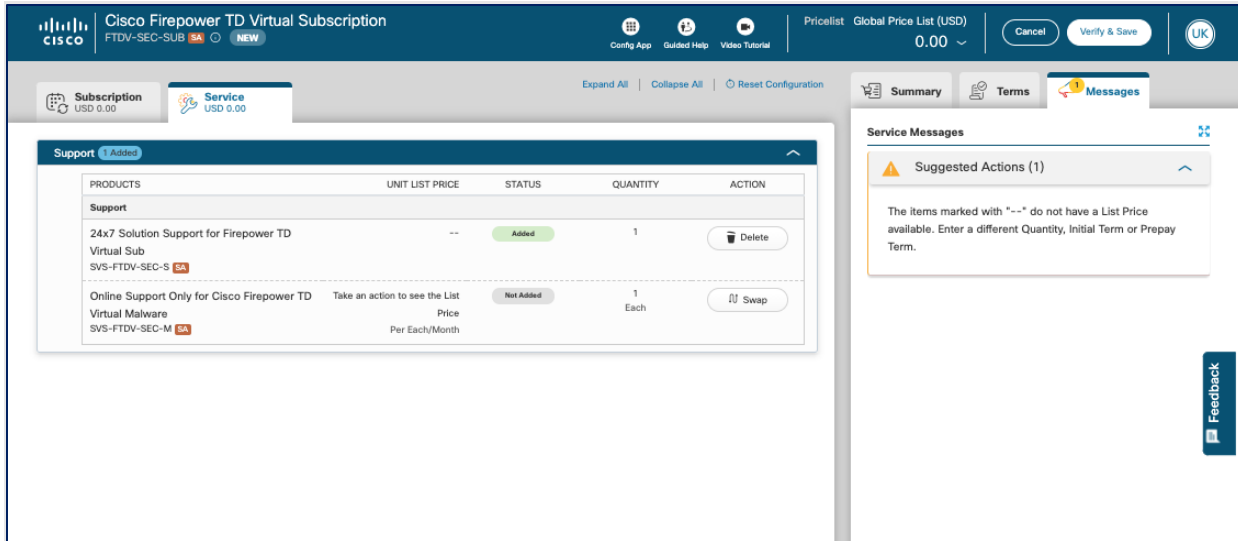 Cisco Firepower TD Virtual Subscription
CISCO
FTDV-SEC-SUB SA NEW
Config App
Guided Help
Video Tutorial
Pricelist Global Price List (USD)
0.00
Cancel
Verify & Save
UK
Subscription
USD 0.00
Service
USD 0.00
Expand All | Collapse All | Reset Configuration
Summary
Terms
1
Messages
Support 1 Added
PRODUCTS UNIT LIST PRICE STATUS QUANTITY ACTION
Support
24x7 Solution Support for Firepower TD -- Added 1 Delete
Virtual Sub
SVS-FTDV-SEC-S SA
Online Support Only for Cisco Firepower TD Take an action to see the List Not Added 1 Swap
Virtual Malware Price Each
SVS-FTDV-SEC-M SA Per Each/Month
Service Messages
Suggested Actions (1)
The items marked with "--" do not have a List Price
available. Enter a different Quantity, Initial Term or Prepay
Term.
Feedback